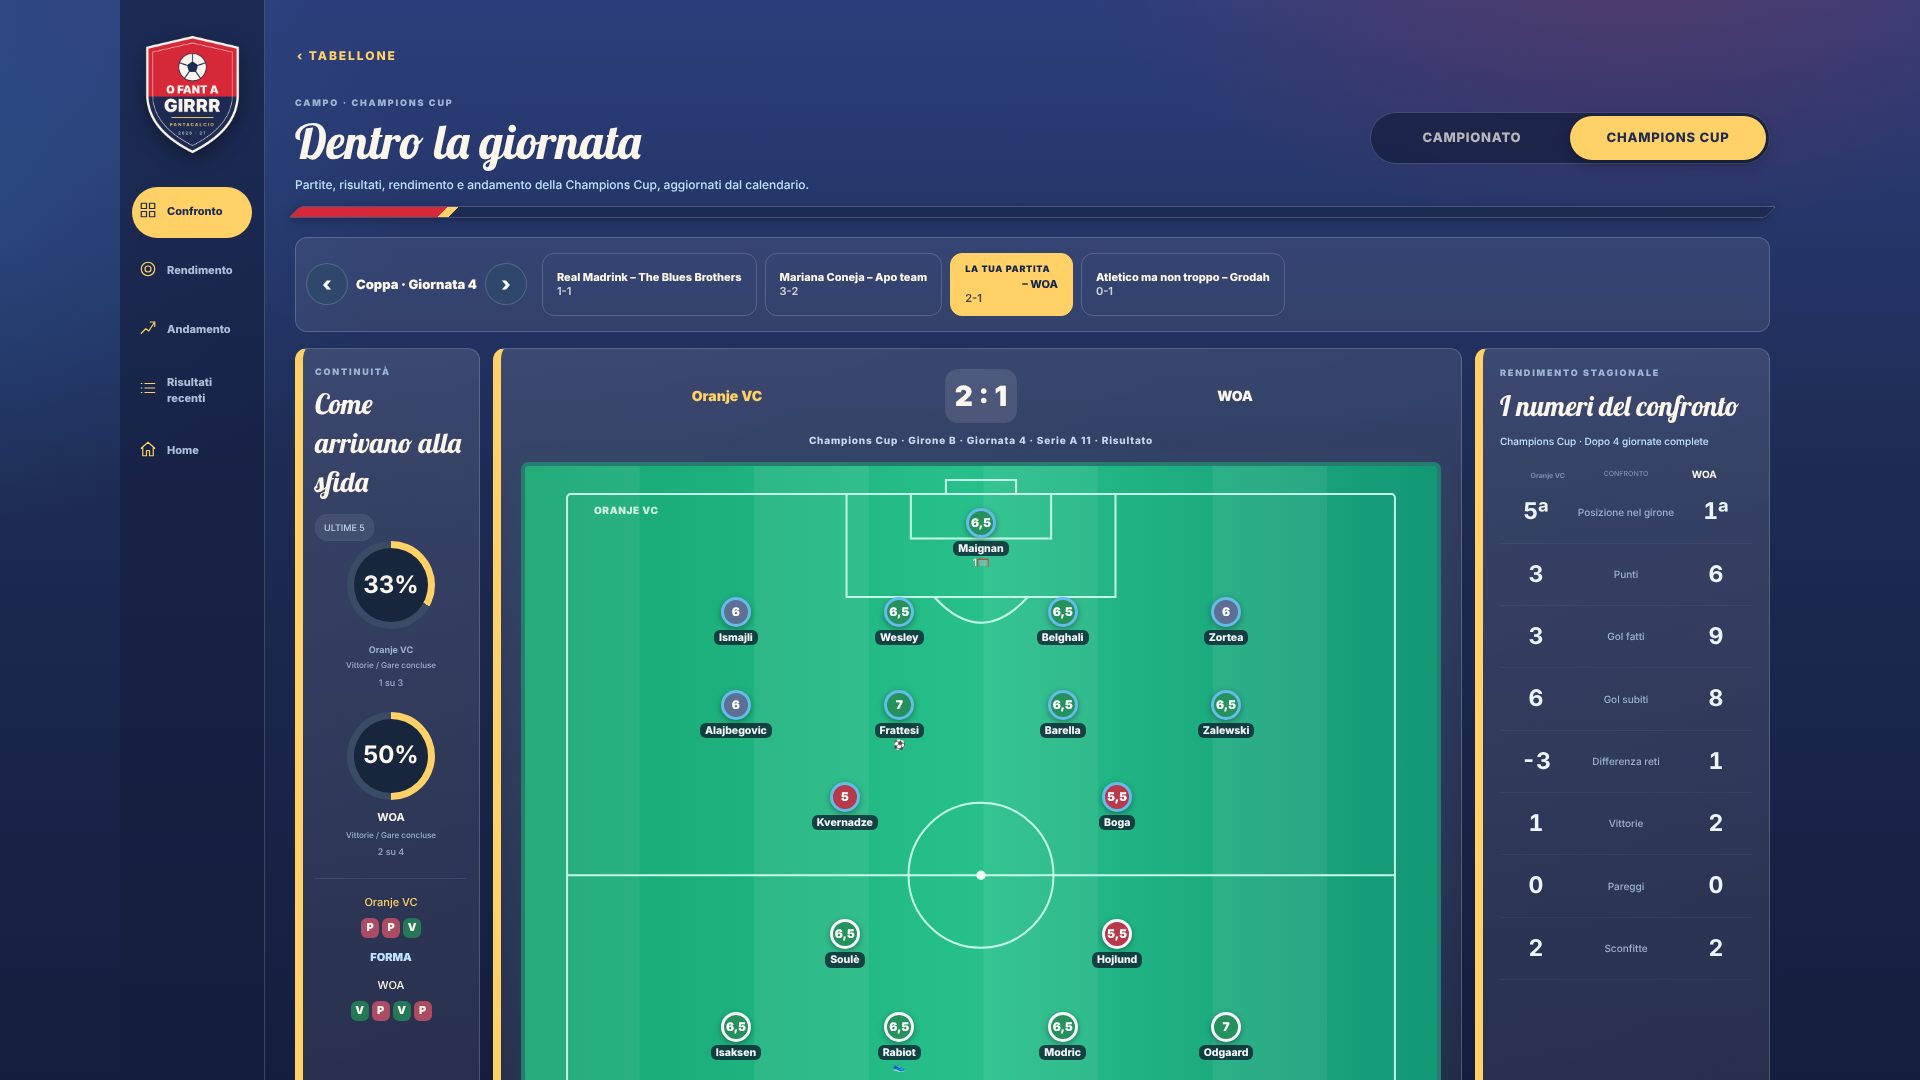 O FANT A
GIRRR
FANTACALCIO
2026 · 27
Confronto
Rendimento
Andamento
Risultati
recenti
Home
‹ TABELLONE
CAMPO · CHAMPIONS CUP
Dentro la giornata
Partite, risultati, rendimento e andamento della Champions Cup, aggiornati dal calendario.
CAMPIONATO
CHAMPIONS CUP
‹
Coppa · Giornata 4
›
Real Madrink – The Blues Brothers
1-1
Mariana Coneja – Apo team
3-2
LA TUA PARTITA
– WOA
2-1
Atletico ma non troppo – Grodah
0-1
CONTINUITÀ
Come
arrivano alla
sfida
ULTIME 5
33%
Oranje VC
Vittorie / Gare concluse
1 su 3
50%
WOA
Vittorie / Gare concluse
2 su 4
Oranje VC
P P V
FORMA
WOA
V P V P
Oranje VC
2 : 1
WOA
Champions Cup · Girone B · Giornata 4 · Serie A 11 · Risultato
ORANJE VC
6,5
Maignan
1
6 6,5 6,5 6
Ismajli Wesley Belghali Zortea
6 7 6,5 6,5
Alajbegovic Frattesi Barella Zalewski
5 5,5
Kvernadze Boga
6,5 5,5
Soulè Hojlund
6,5 6,5 6,5 7
Isaksen Rabiot Modric Odgaard
RENDIMENTO STAGIONALE
I numeri del confronto
Champions Cup · Dopo 4 giornate complete
Oranje VC CONFRONTO WOA
5ª Posizione nel girone 1ª
3 Punti 6
3 Gol fatti 9
6 Gol subiti 8
-3 Differenza reti 1
1 Vittorie 2
0 Pareggi 0
2 Sconfitte 2